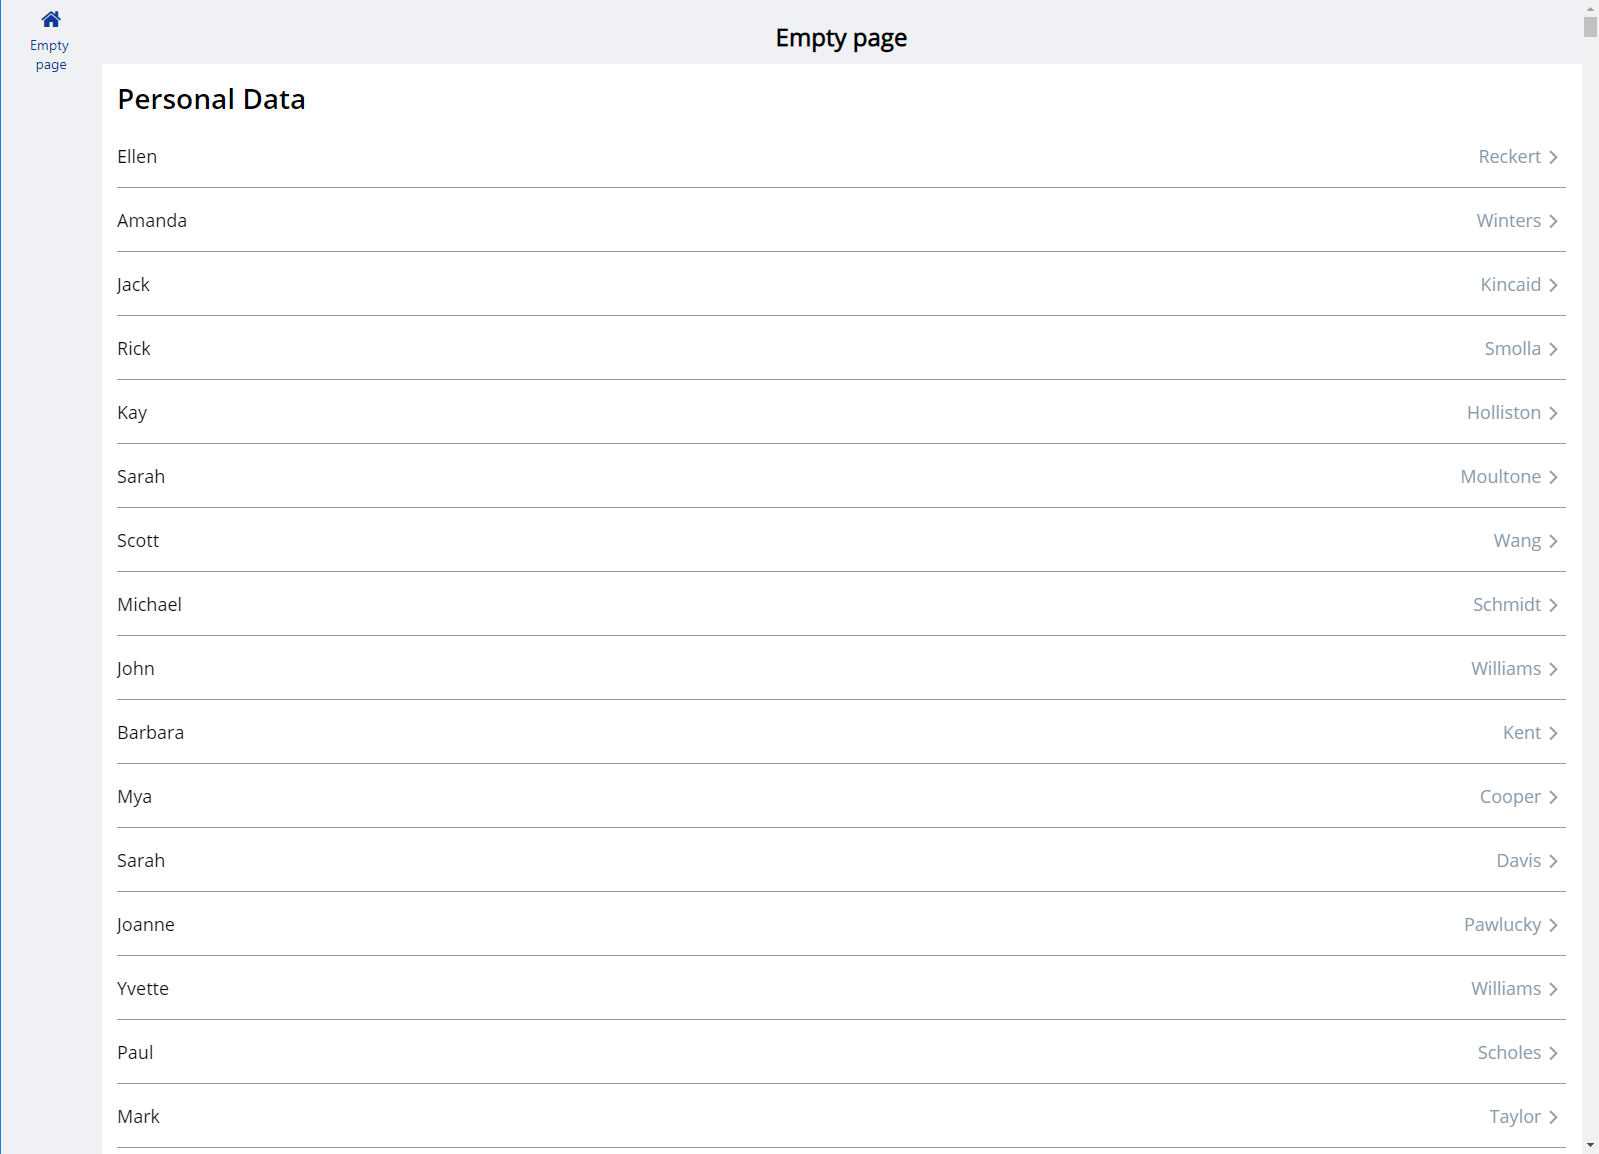 Empty page
Empty
page
Personal Data
Ellen Reckert
Amanda Winters
Jack Kincaid
Rick Smolla
Kay Holliston
Sarah Moultone
Scott Wang
Michael Schmidt
John Williams
Barbara Kent
Mya Cooper
Sarah Davis
Joanne Pawlucky
Yvette Williams
Paul Scholes
Mark Taylor